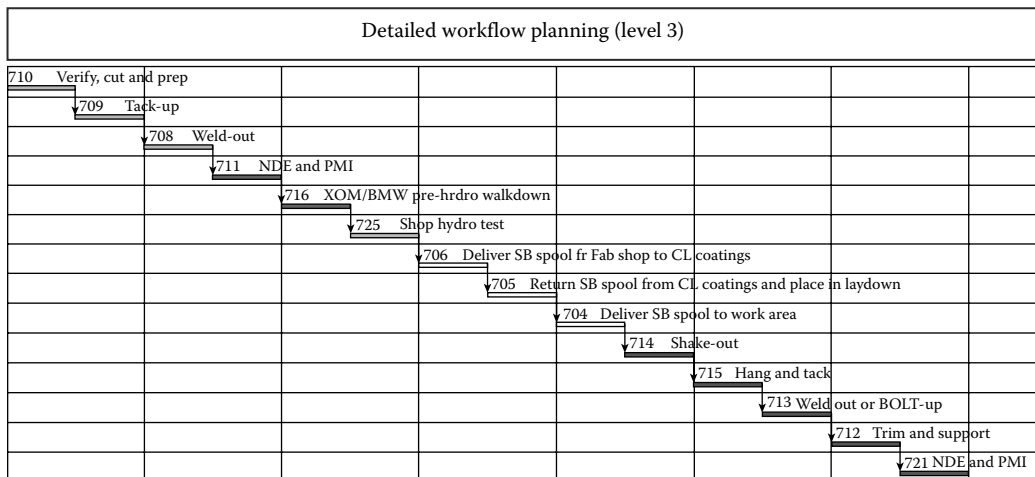 Detailed workflow planning (level 3)
710 Verify, cut and prep
709 Tack-up
708 Weld-out
711 NDE and PMI
716 XOM/BMW pre-hrdro walkdown
725 Shop hydro test
706 Deliver SB spool fr Fab shop to CL coatings
705 Return SB spool from CL coatings and place in laydown
704 Deliver SB spool to work area
714 Shake-out
715 Hang and tack
713 Weld out or BOLT-up
712 Trim and support
721 NDE and PMI